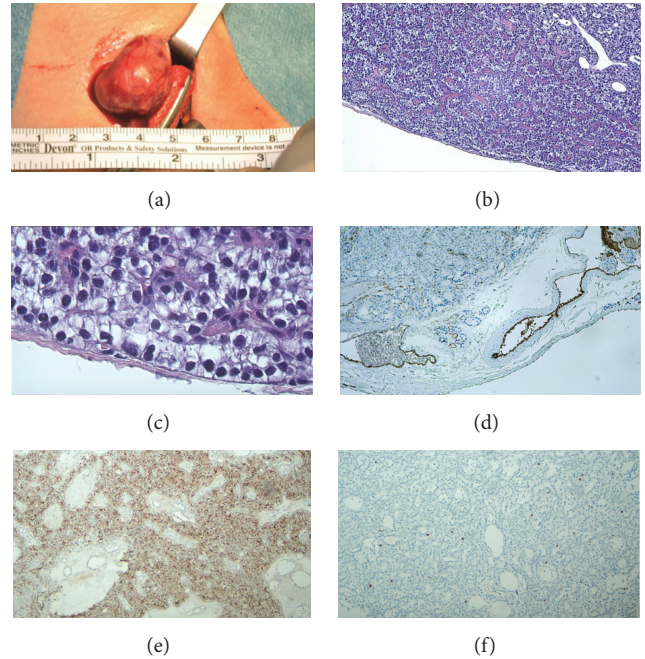 1 2 3 4 5 6 7 8
METRIC
INCHES Devon™ OR Products & Safety Solutions Measurement device is not
1 2 3
(a)
(b)
(c)
(d)
(e)
(f)